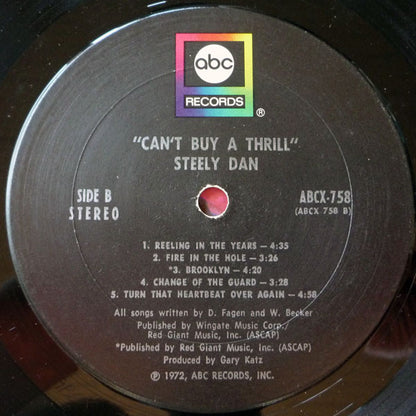 abc
RECORDS
®
"CAN'T BUY A THRILL"
STEELY DAN
SIDE B
STEREO
ABCX-758
(ABCX 758 B)
1. REELING IN THE YEARS — 4:35
2. FIRE IN THE HOLE — 3:26
*3. BROOKLYN — 4:20
4. CHANGE OF THE GUARD — 3:28
5. TURN THAT HEARTBEAT OVER AGAIN — 4:58
All songs written by D. Fagen and W. Becker
Published by Wingate Music Corp./
Red Giant Music, Inc. (ASCAP)
*Published by Red Giant Music, Inc. (ASCAP)
Produced by Gary Katz
℗ 1972, ABC RECORDS, INC.